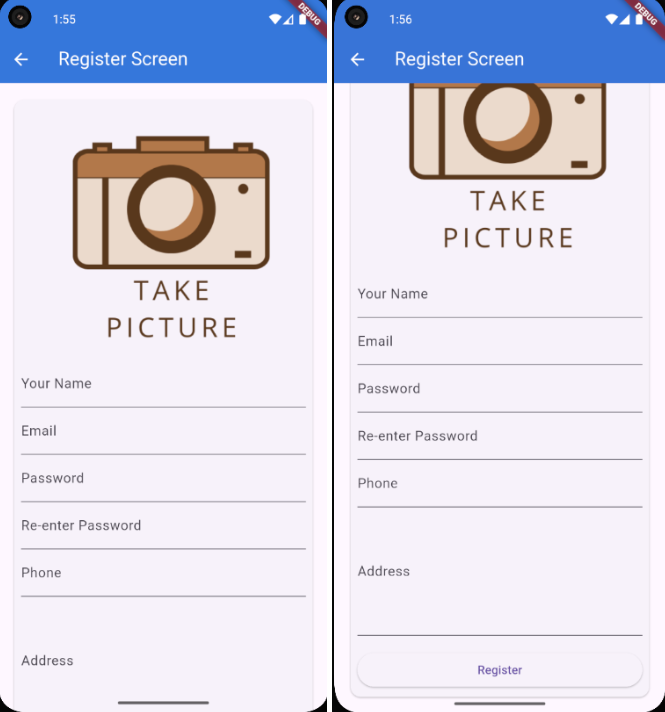 1:55
DEBUG
Register Screen
TAKE
PICTURE
Your Name
Email
Password
Re-enter Password
Phone
Address
1:56
DEBUG
Register Screen
TAKE
PICTURE
Your Name
Email
Password
Re-enter Password
Phone
Address
Register